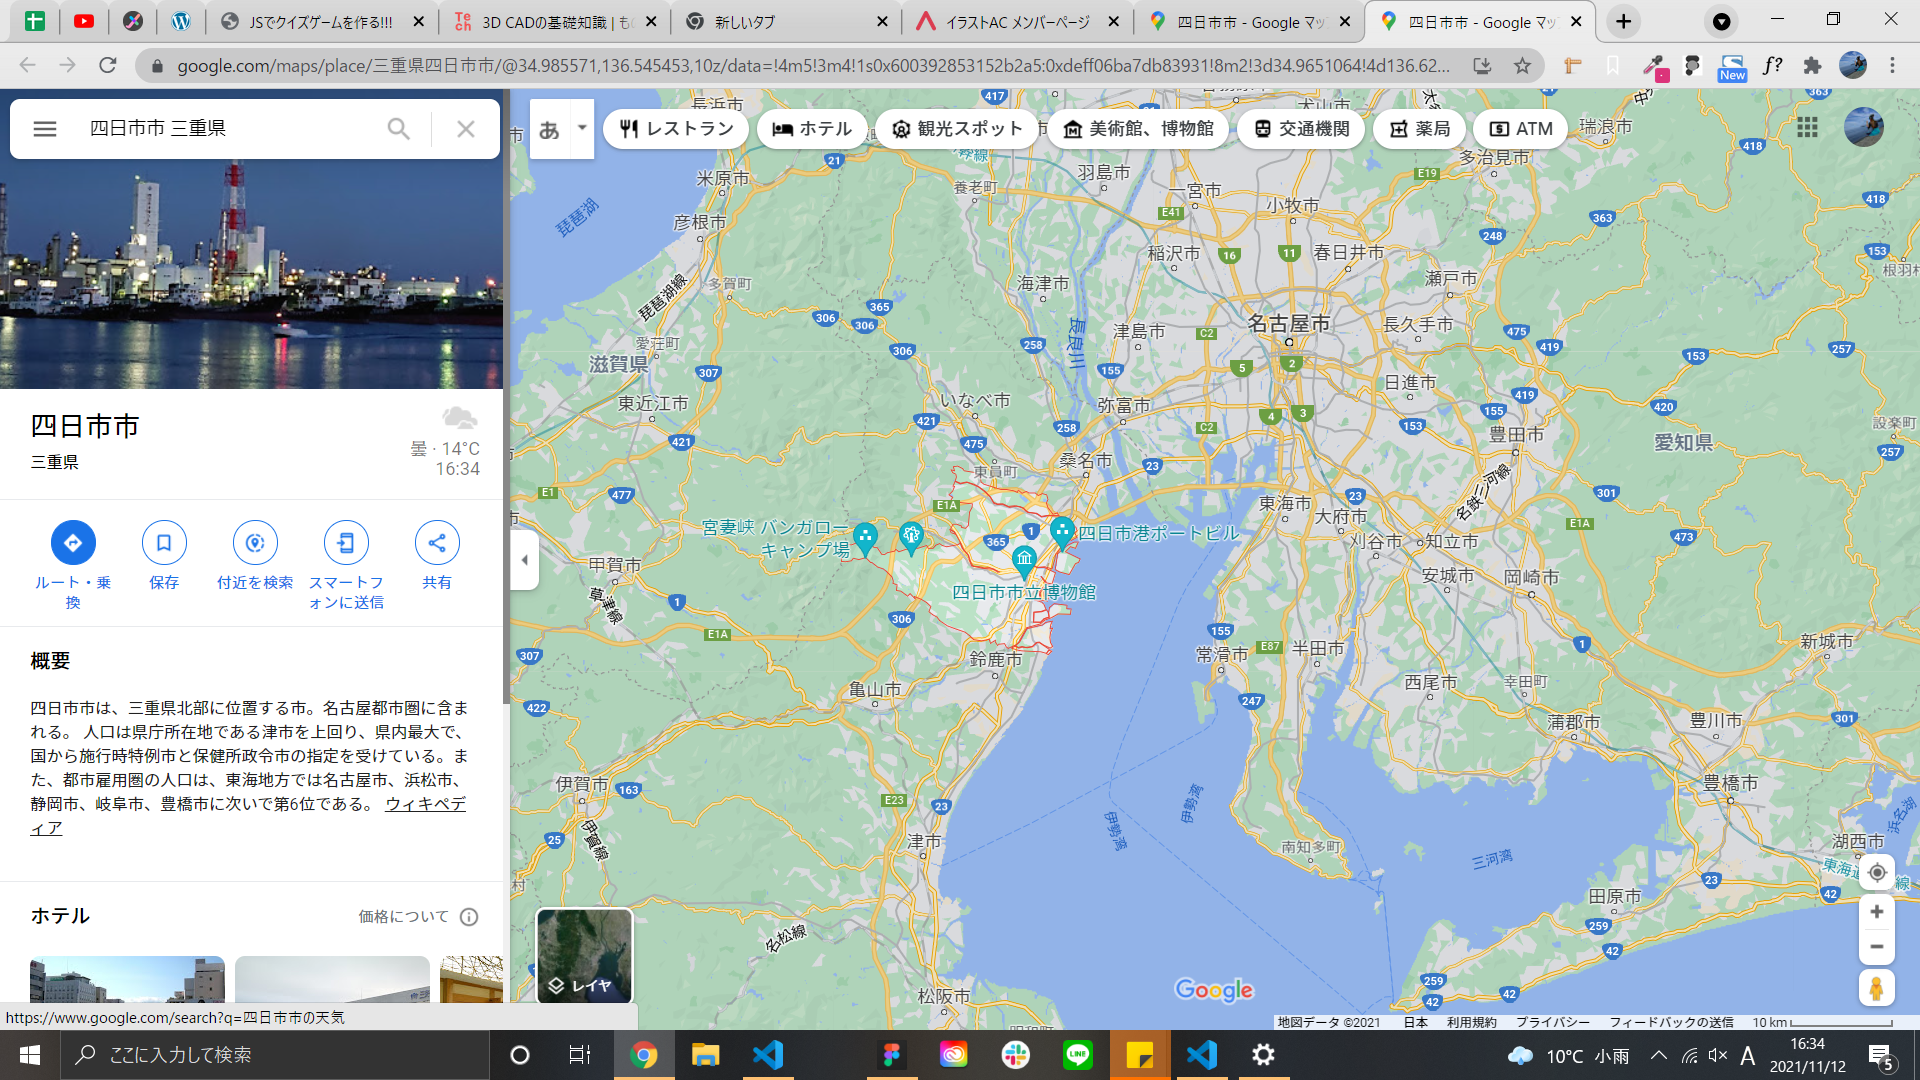 JSでクイズゲームを作る!!!
3D CADの基礎知識 | も
新しいタブ
イラストAC メンバーページ
四日市市 - Google マッ
四日市市 - Google マッ
google.com/maps/place/三重県四日市市/@34.985571,136.545453,10z/data=!4m5!3m4!1s0x600392853152b2a5:0xdeff06ba7db83931!8m2!3d34.9651064!4d136.62...
New
四日市市 三重県
あ
レストラン
ホテル
観光スポット
美術館、博物館
交通機関
薬局
ATM
四日市市
三重県
曇 · 14°C
16:34
ルート・乗
換
保存
付近を検索
スマートフ
ォンに送信
共有
概要
四日市市は、三重県北部に位置する市。名古屋都市圏に含ま
れる。 人口は県庁所在地である津市を上回り、県内最大で、
国から施行時特例市と保健所政令市の指定を受けている。ま
た、都市雇用圏の人口は、東海地方では名古屋市、浜松市、
静岡市、岐阜市、豊橋市に次いで第6位である。 ウィキペデ
ィア
ホテル
価格について
https://www.google.com/search?q=四日市市の天気
長浜市
417
犬山市
363
瑞浪市
21
418
多治見市
E19
米原市
養老町
羽島市
一宮市
418
琵琶湖
彦根市
E41
小牧市
363
248
稲沢市
16
11
春日井市
153
根羽村
多賀町
海津市
瀬戸市
琵琶湖線
306
365
306
長良川
津島市
C2
名古屋市
長久手市
475
419
愛荘町
滋賀県
306
258
153
257
307
155
5
2
日進市
東近江市
いなべ市
弥富市
419
420
421
4
3
155
421
258
C2
153
設楽町
475
豊田市
愛知県
257
東員町
桑名市
23
477
E1
E1A
東海市
23
名鉄三河線
301
宮妻峡 バンガロー
キャンプ場
365
1
四日市港ポートビル
大府市
E1A
刈谷市
知立市
473
甲賀市
四日市市立博物館
安城市
岡崎市
草津線
1
306
E1A
155
E87
半田市
1
新城市
307
鈴鹿市
常滑市
亀山市
西尾市
幸田町
422
247
蒲郡市
豊川市
301
伊賀市
163
伊勢湾
伊勢湾
豊橋市
E23
23
浜名湖
25
伊賀線
津市
南知多町
三河湾
湖西市
23
42
田原市
259
名松線
42
松阪市
259
42
42
レイヤ
Google
地図データ ©2021
日本
利用規約
プライバシー
フィードバックの送信
10 km
ここに入力して検索
10°C 小雨
A
16:34
2021/11/12
5